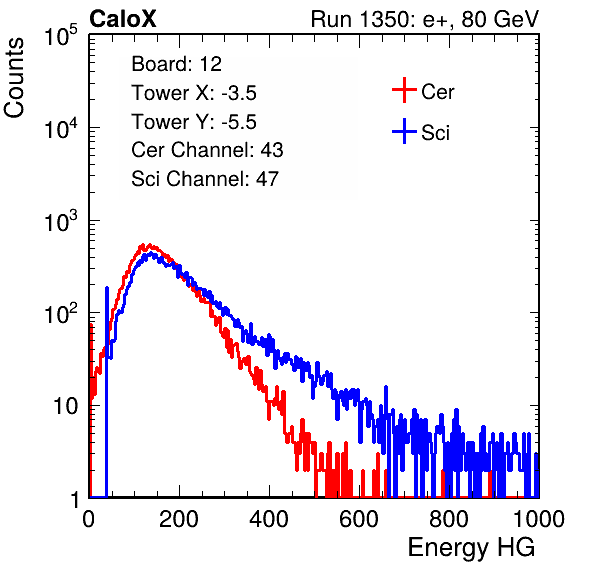 CaloX Run 1350: e+, 80 GeV
Counts
Board: 12
Tower X: -3.5
Tower Y: -5.5
Cer Channel: 43
Sci Channel: 47
Cer
Sci
10^5
10^4
10^3
10^2
10
1
0 200 400 600 800 1000
Energy HG